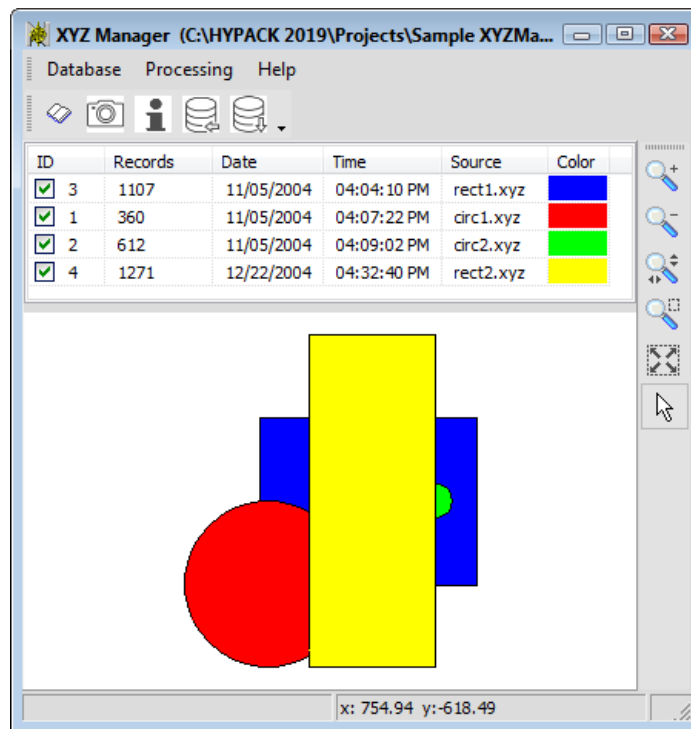 XYZ Manager (C:\HYPACK 2019\Projects\Sample XYZMa...
Database Processing Help
ID Records Date Time Source Color
3 1107 11/05/2004 04:04:10 PM rect1.xyz
1 360 11/05/2004 04:07:22 PM circ1.xyz
2 612 11/05/2004 04:09:02 PM circ2.xyz
4 1271 12/22/2004 04:32:40 PM rect2.xyz
x: 754.94 y:-618.49